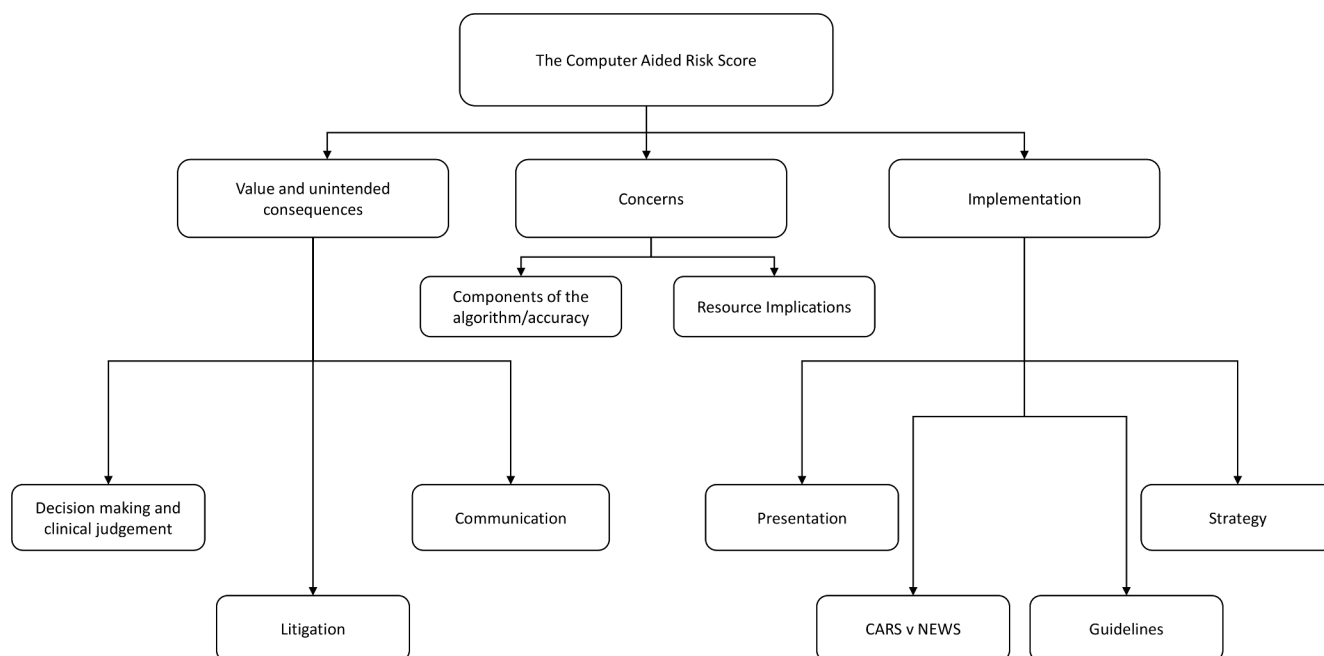 The Computer Aided Risk Score
Value and unintended
consequences
Concerns
Implementation
Components of the
algorithm/accuracy
Resource Implications
Decision making and
clinical judgement
Communication
Presentation
Strategy
Litigation
CARS v NEWS
Guidelines